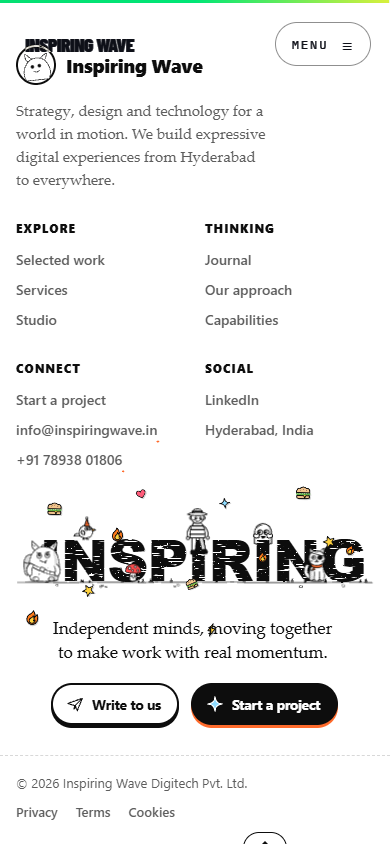 INSPIRING WAVE
MENU
Inspiring Wave
Strategy, design and technology for a
world in motion. We build expressive
digital experiences from Hyderabad
to everywhere.
EXPLORE
Selected work
Services
Studio
THINKING
Journal
Our approach
Capabilities
CONNECT
Start a project
info@inspiringwave.in
+91 78938 01806
SOCIAL
LinkedIn
Hyderabad, India
INSPIRING
Independent minds, moving together
to make work with real momentum.
Write to us
Start a project
© 2026 Inspiring Wave Digitech Pvt. Ltd.
Privacy Terms Cookies